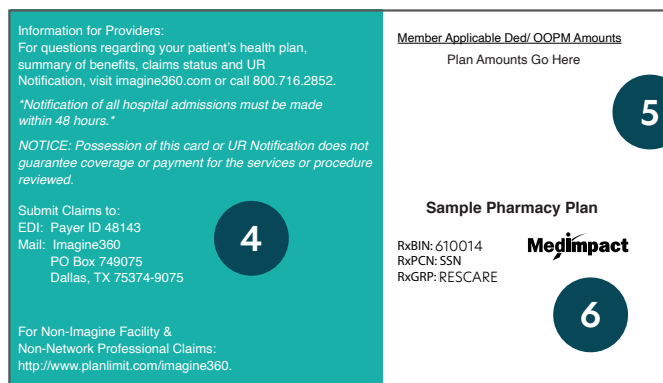 Information for Providers:
For questions regarding your patient's health plan,
summary of benefits, claims status and UR
Notification, visit imagine360.com or call 800.716.2852.
*Notification of all hospital admissions must be made
within 48 hours.*
NOTICE: Possession of this card or UR Notification does not
guarantee coverage or payment for the services or procedure
reviewed.
Submit Claims to:
EDI: Payer ID 48143
Mail: Imagine360
PO Box 749075
Dallas, TX 75374-9075
4
For Non-Imagine Facility &
Non-Network Professional Claims:
http://www.planlimit.com/imagine360.
Member Applicable Ded/ OOPM Amounts
Plan Amounts Go Here
5
Sample Pharmacy Plan
RxBIN: 610014
RxPCN: SSN
RxGRP: RESCARE
MedImpact
6